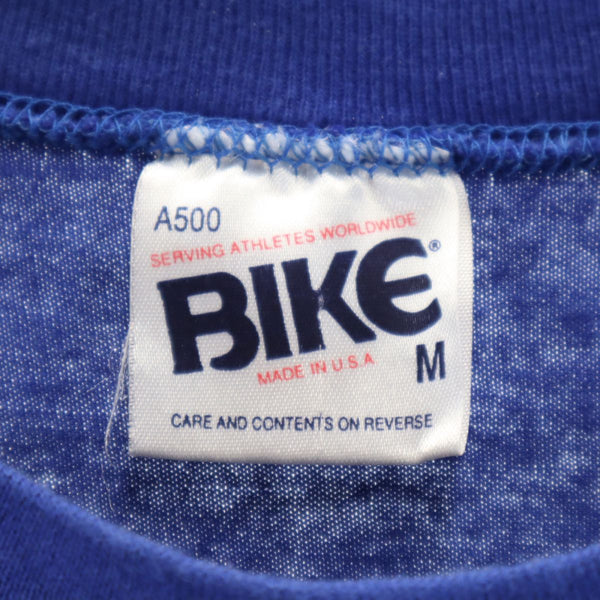 A500
SERVING ATHLETES WORLDWIDE
BIKE®
MADE IN U.S.A
M
CARE AND CONTENTS ON REVERSE